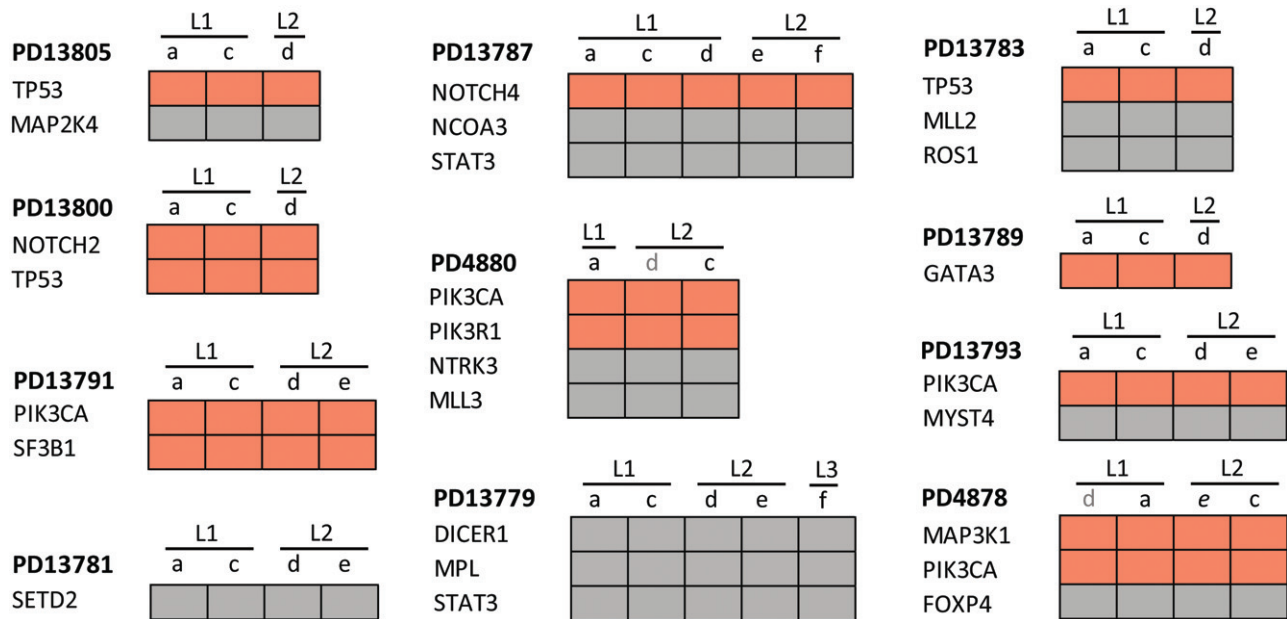 L1 L2
PD13805 a c d
TP53
MAP2K4
L1 L2
PD13800 a c d
NOTCH2
TP53
L1 L2
PD13791 a c d e
PIK3CA
SF3B1
L1 L2
PD13781 a c d e
SETD2
L1 L2
PD13787 a c d e f
NOTCH4
NCOA3
STAT3
L1 L2
PD4880 a d c
PIK3CA
PIK3R1
NTRK3
MLL3
L1 L2 L3
PD13779 a c d e f
DICER1
MPL
STAT3
L1 L2
PD13783 a c d
TP53
MLL2
ROS1
L1 L2
PD13789 a c d
GATA3
L1 L2
PD13793 a c d e
PIK3CA
MYST4
L1 L2
PD4878 d a e c
MAP3K1
PIK3CA
FOXP4